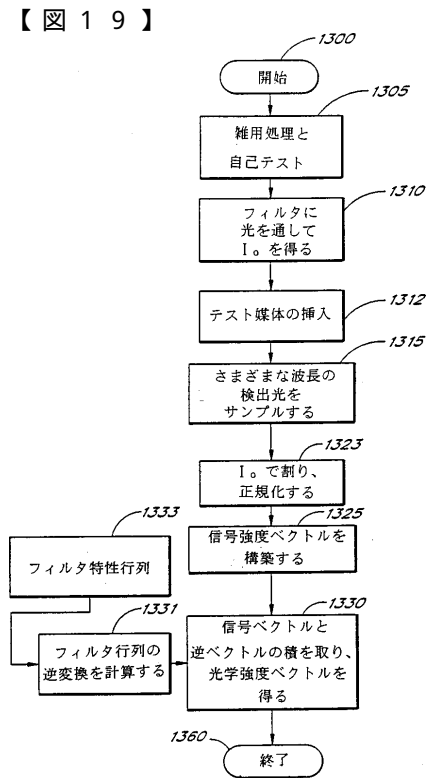 【図１９】
1300
開始
1305
雑用処理と
自己テスト
1310
フィルタに
光を通して
I₀を得る
1312
テスト媒体の挿入
1315
さまざまな波長の
検出光を
サンプルする
1323
I₀で割り、
正規化する
1325
信号強度ベクトルを
構築する
1333
フィルタ特性行列
1331
フィルタ行列の
逆変換を計算する
1330
信号ベクトルと
逆ベクトルの積を取り、
光学強度ベクトルを
得る
1360
終了